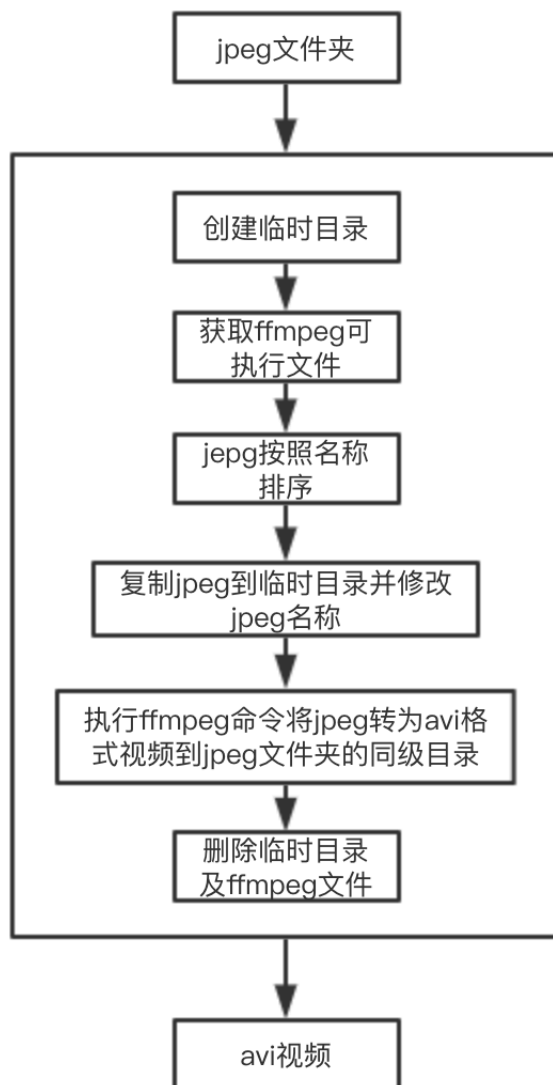 jpeg文件夹
创建临时目录
获取ffmpeg可
执行文件
jepg按照名称
排序
复制jpeg到临时目录并修改
jpeg名称
执行ffmpeg命令将jpeg转为avi格
式视频到jpeg文件夹的同级目录
删除临时目录
及ffmpeg文件
avi视频